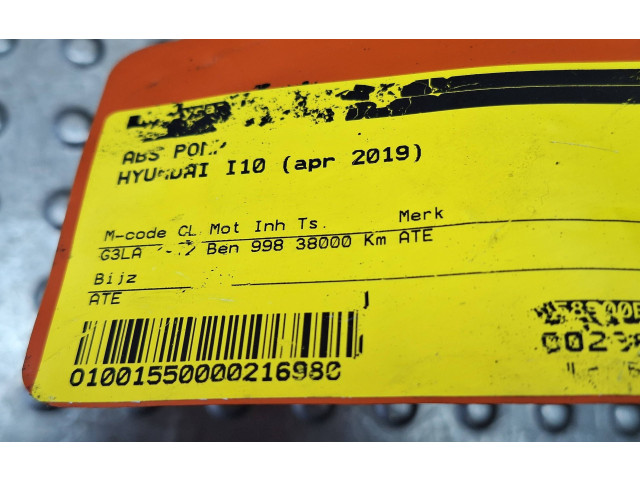 ABS POMP
HYUNDAI I10 (apr 2019)
M-code CL Mot Inh Ts. Merk
G3LA Ben 998 38000 Km ATE
Bijz
ATE
01001550000216980